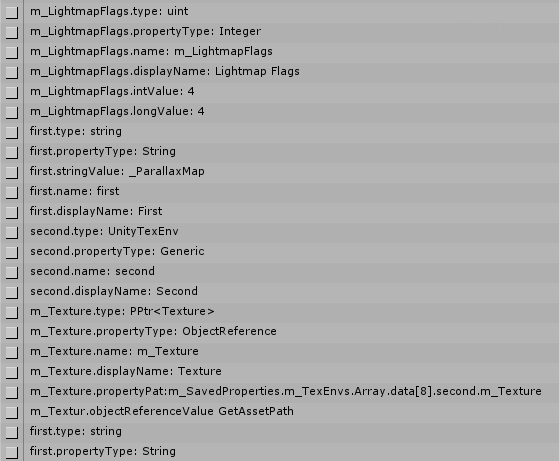 m_LightmapFlags.type: uint
m_LightmapFlags.propertyType: Integer
m_LightmapFlags.name: m_LightmapFlags
m_LightmapFlags.displayName: Lightmap Flags
m_LightmapFlags.intValue: 4
m_LightmapFlags.longValue: 4
first.type: string
first.propertyType: String
first.stringValue: _ParallaxMap
first.name: first
first.displayName: First
second.type: UnityTexEnv
second.propertyType: Generic
second.name: second
second.displayName: Second
m_Texture.type: PPtr<Texture>
m_Texture.propertyType: ObjectReference
m_Texture.name: m_Texture
m_Texture.displayName: Texture
m_Texture.propertyPat:m_SavedProperties.m_TexEnvs.Array.data[8].second.m_Texture
m_Textur.objectReferenceValue GetAssetPath
first.type: string
first.propertyType: String